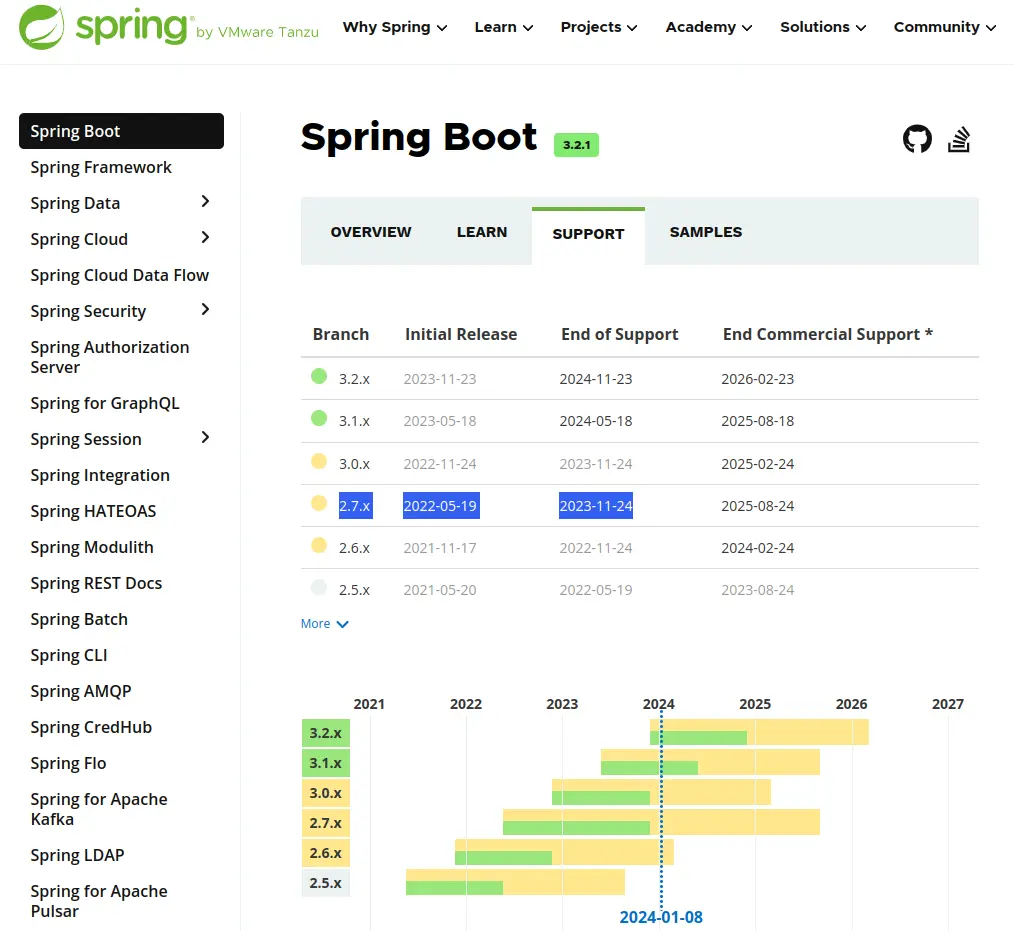 spring by VMware Tanzu
Why Spring Learn Projects Academy Solutions Community
Spring Boot
Spring Framework
Spring Data
Spring Cloud
Spring Cloud Data Flow
Spring Security
Spring Authorization
Server
Spring for GraphQL
Spring Session
Spring Integration
Spring HATEOAS
Spring Modulith
Spring REST Docs
Spring Batch
Spring CLI
Spring AMQP
Spring CredHub
Spring Flo
Spring for Apache
Kafka
Spring LDAP
Spring for Apache
Pulsar
Spring Boot 3.2.1
OVERVIEW LEARN SUPPORT SAMPLES
Branch Initial Release End of Support End Commercial Support *
3.2.x 2023-11-23 2024-11-23 2026-02-23
3.1.x 2023-05-18 2024-05-18 2025-08-18
3.0.x 2022-11-24 2023-11-24 2025-02-24
2.7.x 2022-05-19 2023-11-24 2025-08-24
2.6.x 2021-11-17 2022-11-24 2024-02-24
2.5.x 2021-05-20 2022-05-19 2023-08-24
More
2021 2022 2023 2024 2025 2026 2027
3.2.x
3.1.x
3.0.x
2.7.x
2.6.x
2.5.x
2024-01-08